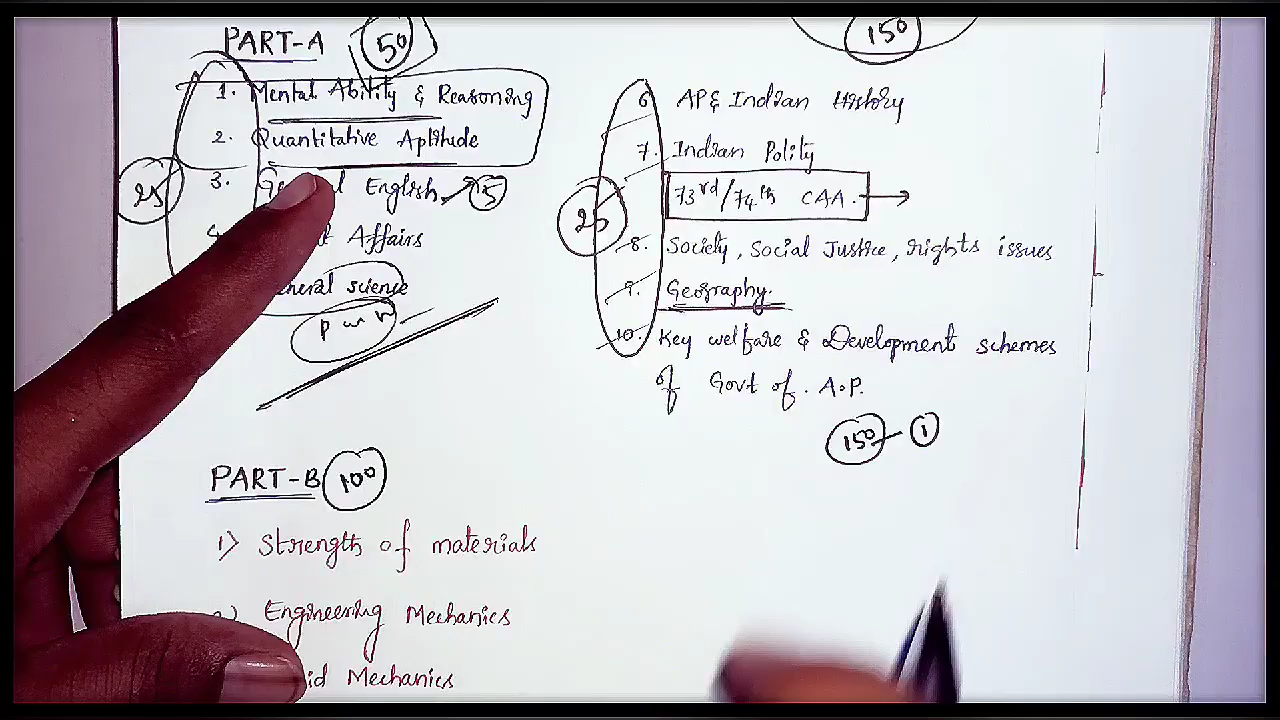 PART-A 50
1. Mental Ability & Reasoning
2. Quantitative Aptitude
3. English → 5
Affairs
science
25
150
6 AP & Indian History
7. Indian Polity
73rd/74th CAA. →
8. Society, Social Justice, rights issues
9. Geography.
10. Key welfare & Development schemes
of Govt of. A.P.
25
150 - 1
PART-B 100
1) Strength of materials
2) Engineering Mechanics
Mechanics